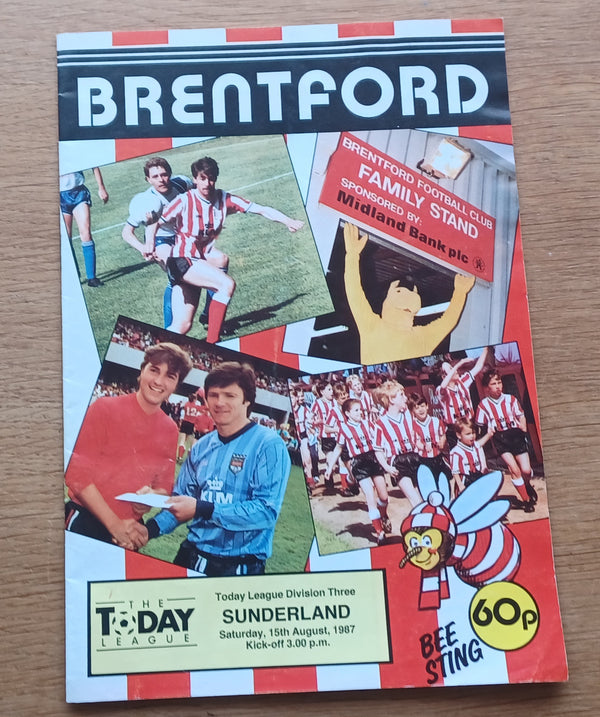 BRENTFORD
BRENTFORD FOOTBALL CLUB
FAMILY STAND
SPONSORED BY:
Midland Bank plc
KLM
THE
TODAY
LEAGUE
Today League Division Three
SUNDERLAND
Saturday, 15th August, 1987
Kick-off 3.00 p.m.
BEE
STING
60p